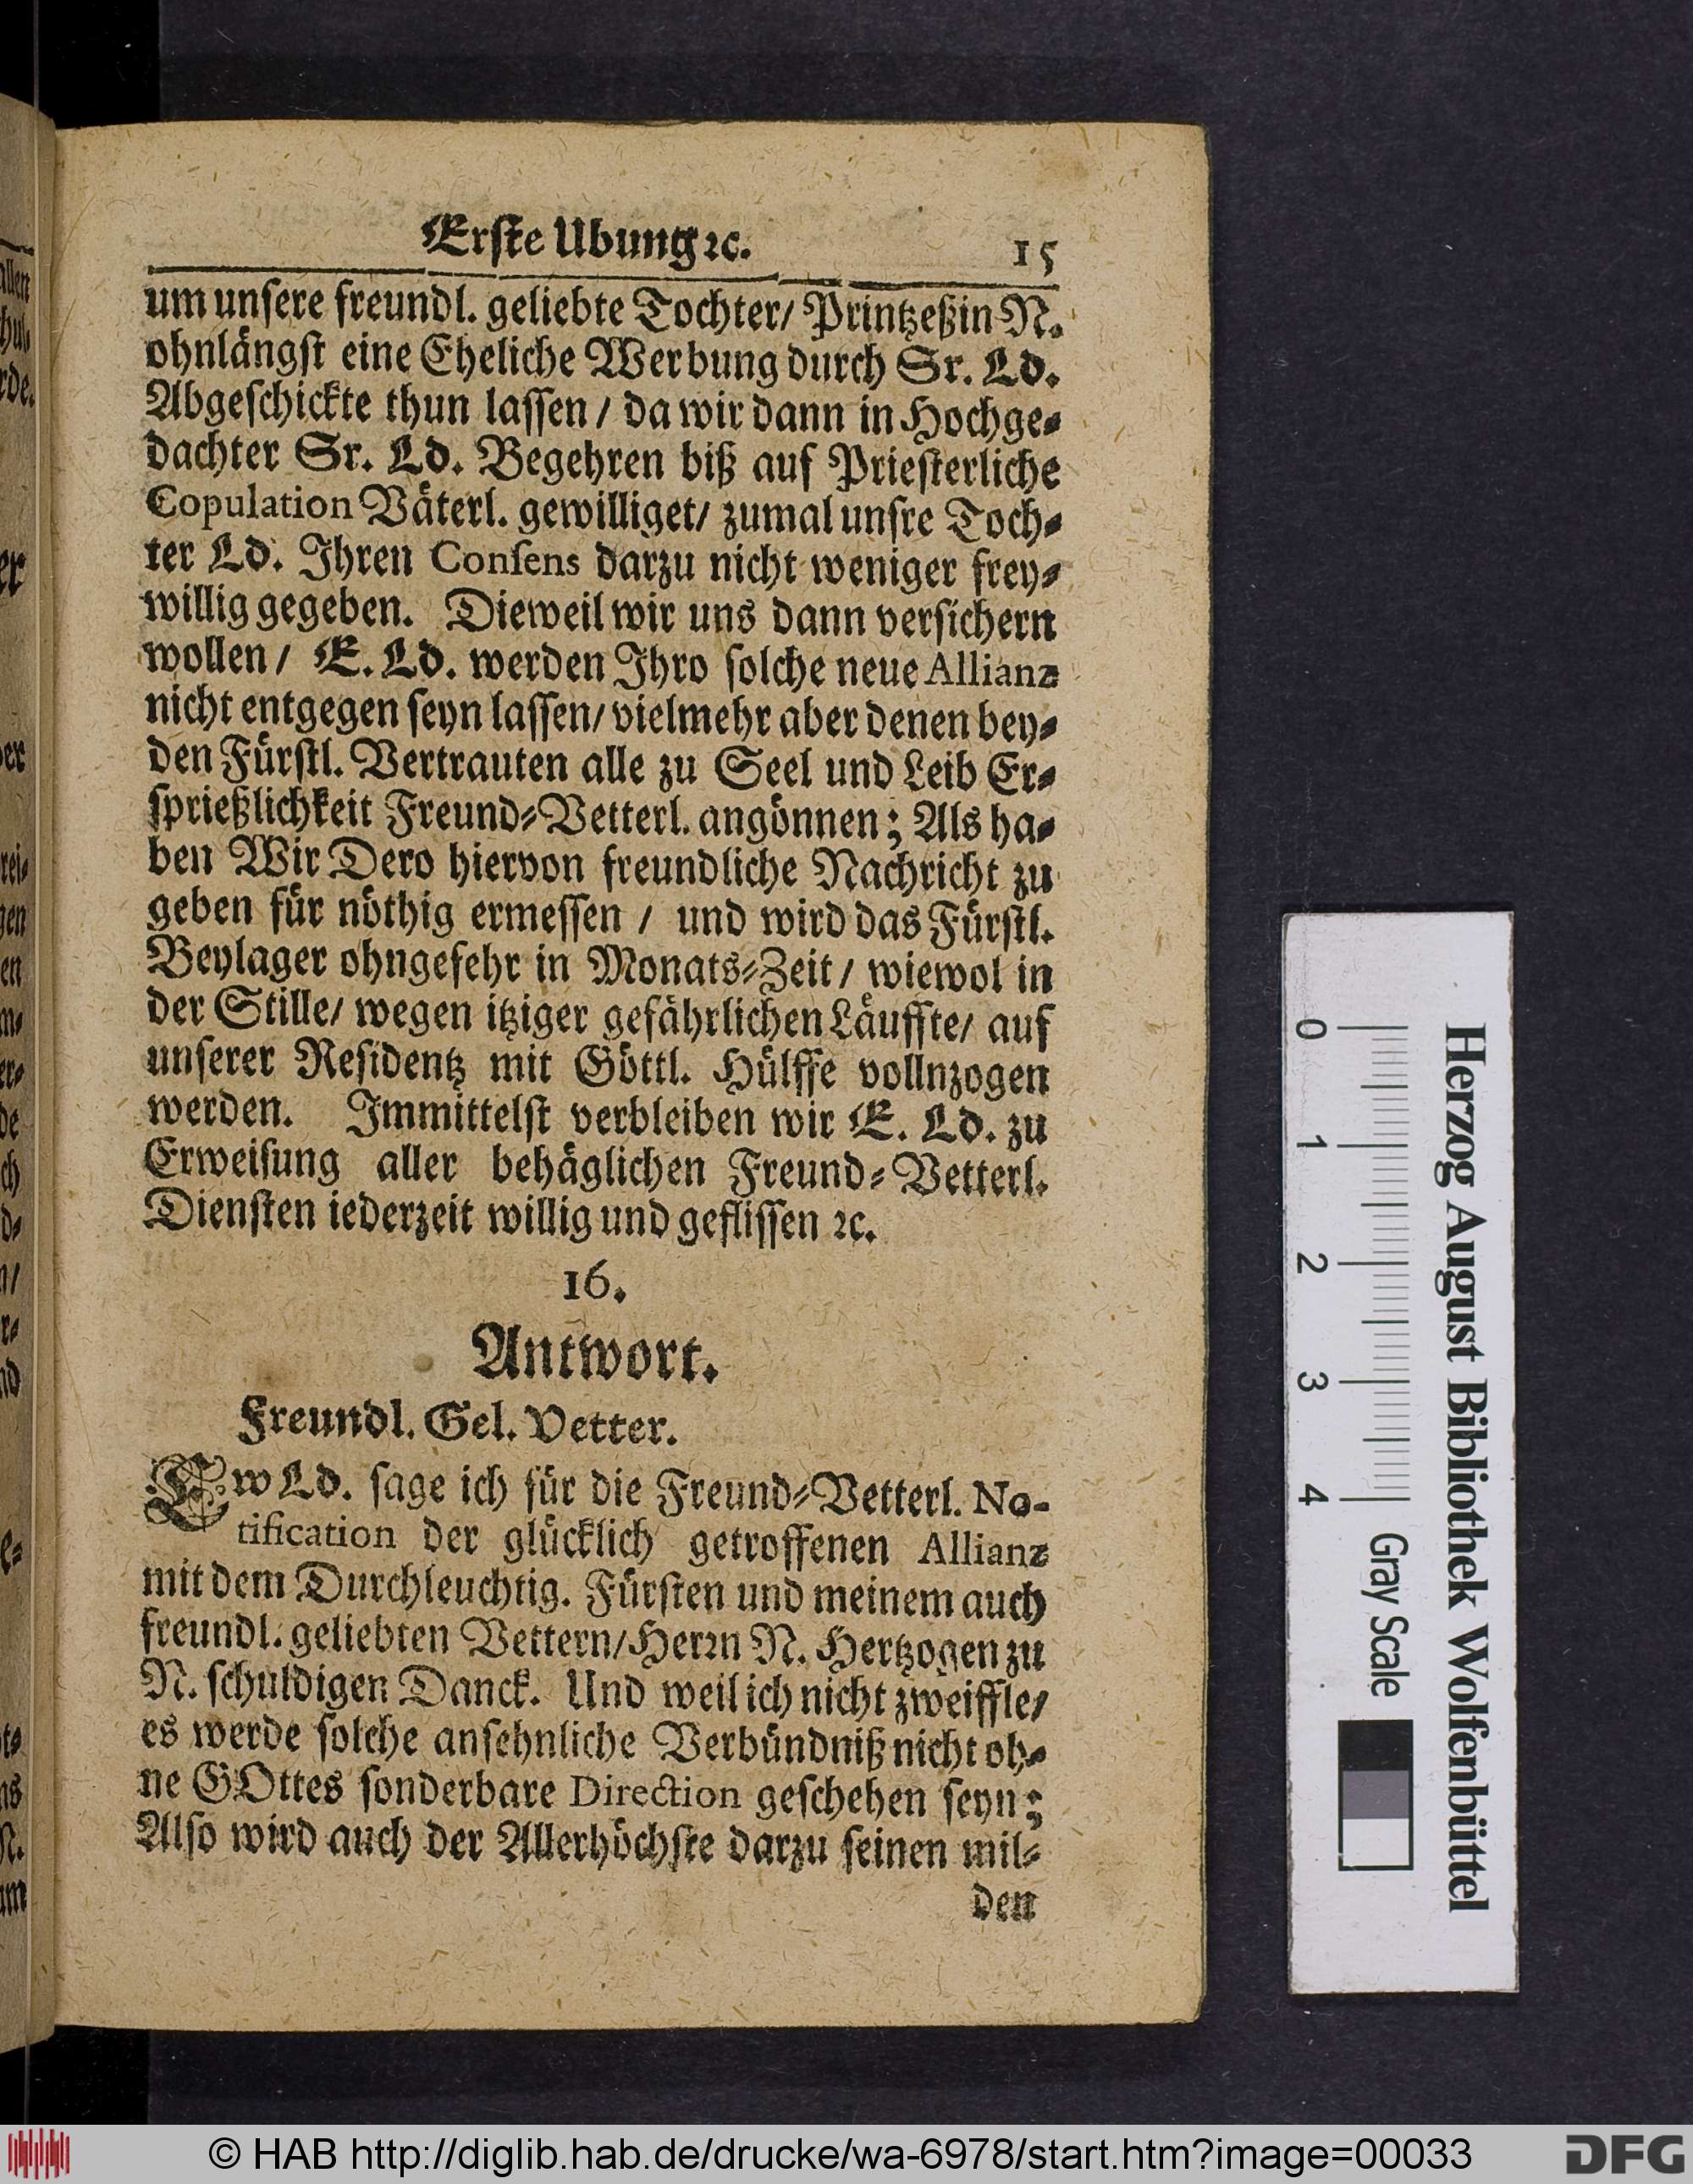 Erſte Ubung ꝛc. 15
um unſere freundl. geliebte Tochter/ Printzeßin N.
ohnlängſt eine Eheliche Werbung durch Sr. Ld.
Abgeſchickte thun laſſen / da wir dann in Hochge-
dachter Sr. Ld. Begehren biß auf Prieſterliche
Copulation Väterl. gewilliget/ zumal unſre Toch-
ter Ld. Ihren Conſens darzu nicht weniger frey-
willig gegeben. Dieweil wir uns dann verſichern
wollen / E. Ld. werden Ihro ſolche neue Allianz
nicht entgegen ſeyn laſſen/ vielmehr aber denen bey-
den Fürſtl. Vertrauten alle zu Seel und Leib Er-
ſprießlichkeit Freund-Vetterl. angönnen; Als ha-
ben Wir Dero hiervon freundliche Nachricht zu
geben für nöthig ermeſſen / und wird das Fürſtl.
Beylager ohngefehr in Monats-Zeit / wiewol in
der Stille/ wegen itziger gefährlichen Läuffte/ auf
unſerer Reſidentz mit Göttl. Hülffe vollnzogen
werden. Immittelſt verbleiben wir E. Ld. zu
Erweiſung aller behäglichen Freund-Vetterl.
Dienſten iederzeit willig und gefliſſen ꝛc.
16.
Antwort.
Freundl. Gel. Vetter.
Ew Ld. ſage ich für die Freund-Vetterl. No-
tification der glücklich getroffenen Allianz
mit dem Durchleuchtig. Fürſten und meinem auch
freundl. geliebten Vettern/ Herꝛn N. Hertzogen zu
N. ſchuldigen Danck. Und weil ich nicht zweiffle/
es werde ſolche anſehnliche Verbündniß nicht oh-
ne GOttes ſonderbare Direction geſchehen ſeyn;
Alſo wird auch der Allerhöchſte darzu ſeinen mil-
den
Herzog August Bibliothek Wolfenbüttel
0 1 2 3 4 Gray Scale
© HAB http://diglib.hab.de/drucke/wa-6978/start.htm?image=00033
DFG